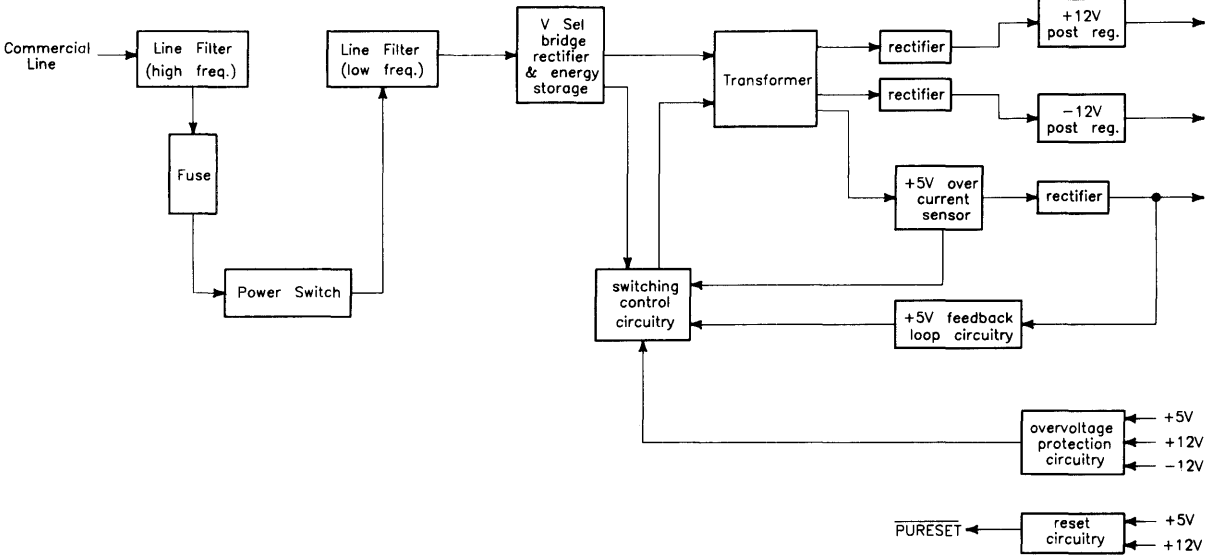 Commercial
Line
Line Filter
(high freq.)
Fuse
Power Switch
Line Filter
(low freq.)
V Sel
bridge
rectifier
& energy
storage
Transformer
rectifier
+12V
post reg.
rectifier
-12V
post reg.
+5V over
current
sensor
rectifier
switching
control
circuitry
+5V feedback
loop circuitry
overvoltage
protection
circuitry
+5V
+12V
-12V
PURESET
reset
circuitry
+5V
+12V